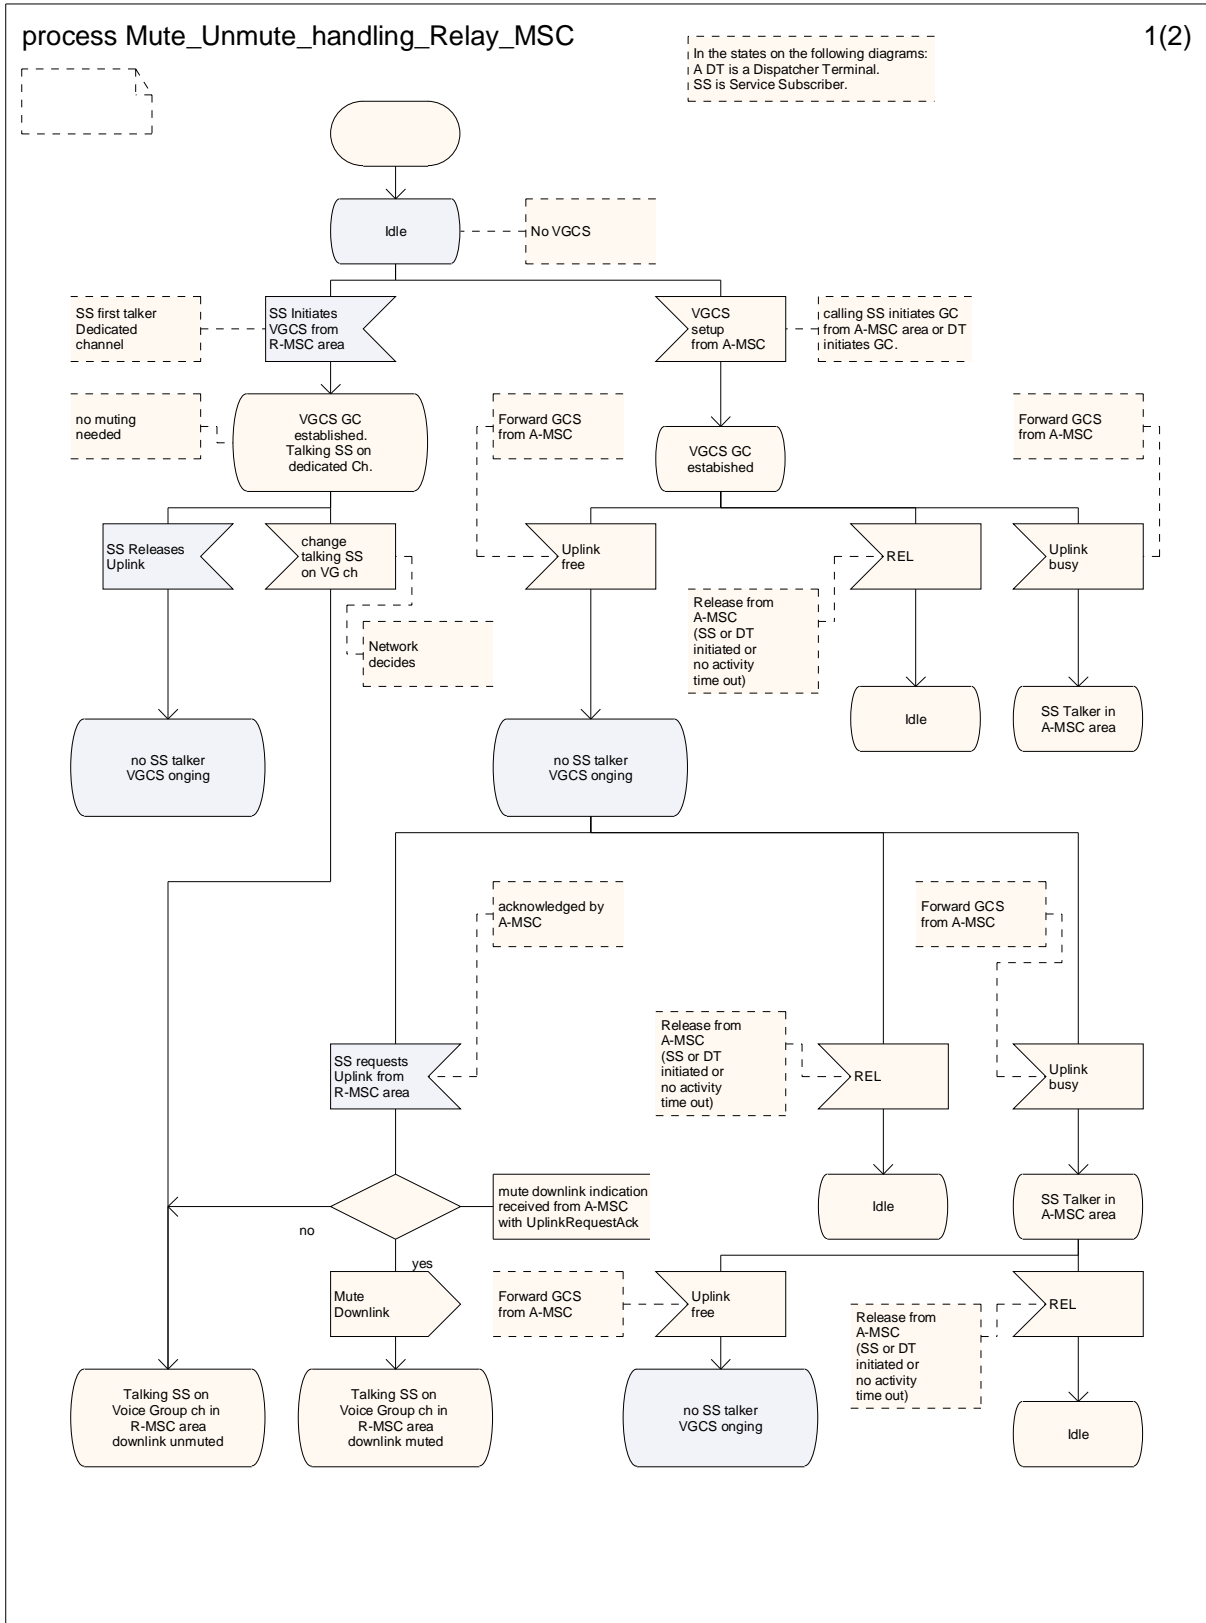 process Mute_Unmute_handling_Relay_MSC
1(2)
In the states on the following diagrams:
A DT is a Dispatcher Terminal.
SS is Service Subscriber.
Idle
No VGCS
SS first talker
Dedicated
channel
SS Initiates
VGCS from
R-MSC area
VGCS
setup
from A-MSC
calling SS initiates GC
from A-MSC area or DT
initiates GC.
no muting
needed
VGCS GC
established.
Talking SS on
dedicated Ch.
Forward GCS
from A-MSC
VGCS GC
estabished
Forward GCS
from A-MSC
SS Releases
Uplink
change
talking SS
on VG ch
Uplink
free
REL
Uplink
busy
Network
decides
Release from
A-MSC
(SS or DT
initiated or
no activity
time out)
no SS talker
VGCS onging
no SS talker
VGCS onging
Idle
SS Talker in
A-MSC area
acknowledged by
A-MSC
Forward GCS
from A-MSC
SS requests
Uplink from
R-MSC area
Release from
A-MSC
(SS or DT
initiated or
no activity
time out)
REL
Uplink
busy
no
yes
mute downlink indication
received from A-MSC
with UplinkRequestAck
Idle
SS Talker in
A-MSC area
Mute
Downlink
Forward GCS
from A-MSC
Uplink
free
Release from
A-MSC
(SS or DT
initiated or
no activity
time out)
REL
Talking SS on
Voice Group ch in
R-MSC area
downlink unmuted
Talking SS on
Voice Group ch in
R-MSC area
downlink muted
no SS talker
VGCS onging
Idle